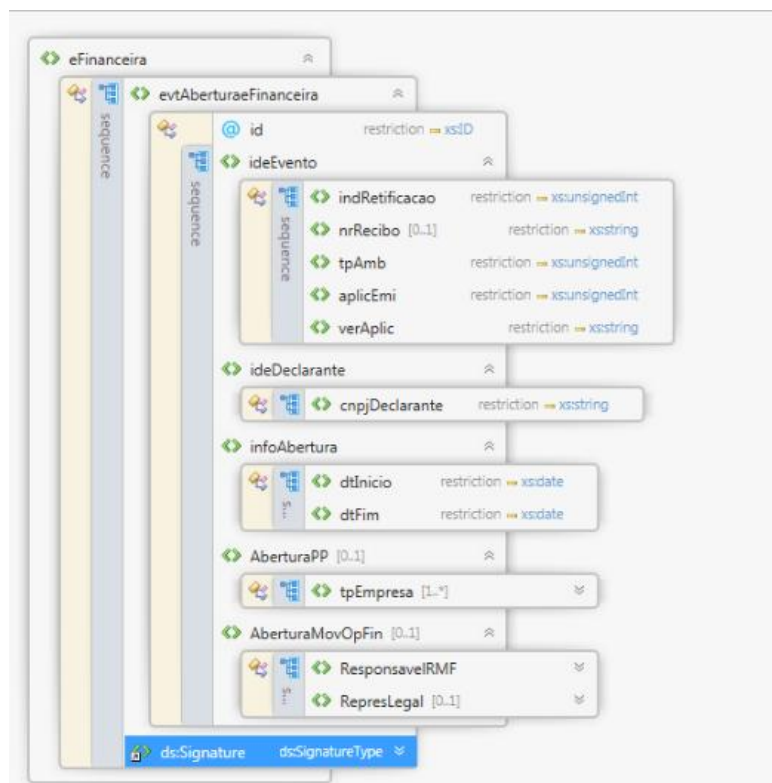 eFinanceira
sequence
evtAberturaeFinanceira
sequence
id restriction xs:ID
ideEvento
sequence
indRetificacao restriction xs:unsignedInt
nrRecibo [0..1] restriction xs:string
tpAmb restriction xs:unsignedInt
aplicEmi restriction xs:unsignedInt
verAplic restriction xs:string
ideDeclarante
cnpjDeclarante restriction xs:string
infoAbertura
s...
dtInicio restriction xs:date
dtFim restriction xs:date
AberturaPP [0..1]
tpEmpresa [1..*]
AberturaMovOpFin [0..1]
s...
ResponsavelRMF
RepresLegal [0..1]
ds:Signature ds:SignatureType